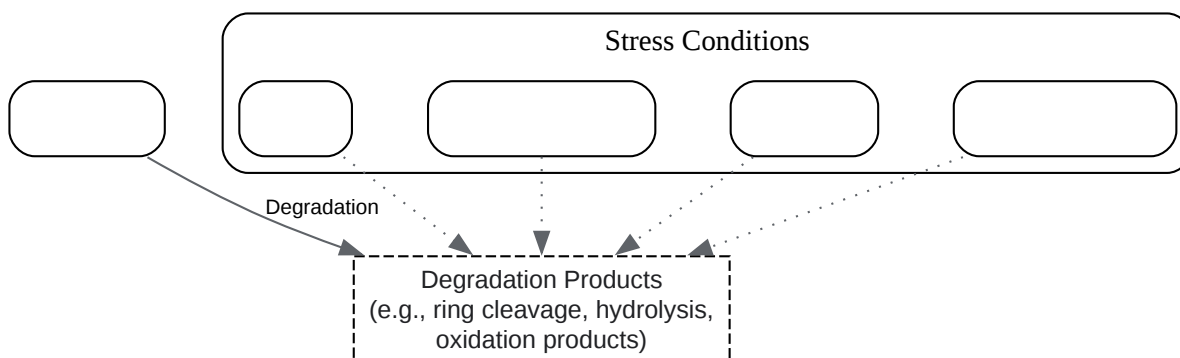 Stress Conditions
Degradation
Degradation Products
(e.g., ring cleavage, hydrolysis,
oxidation products)